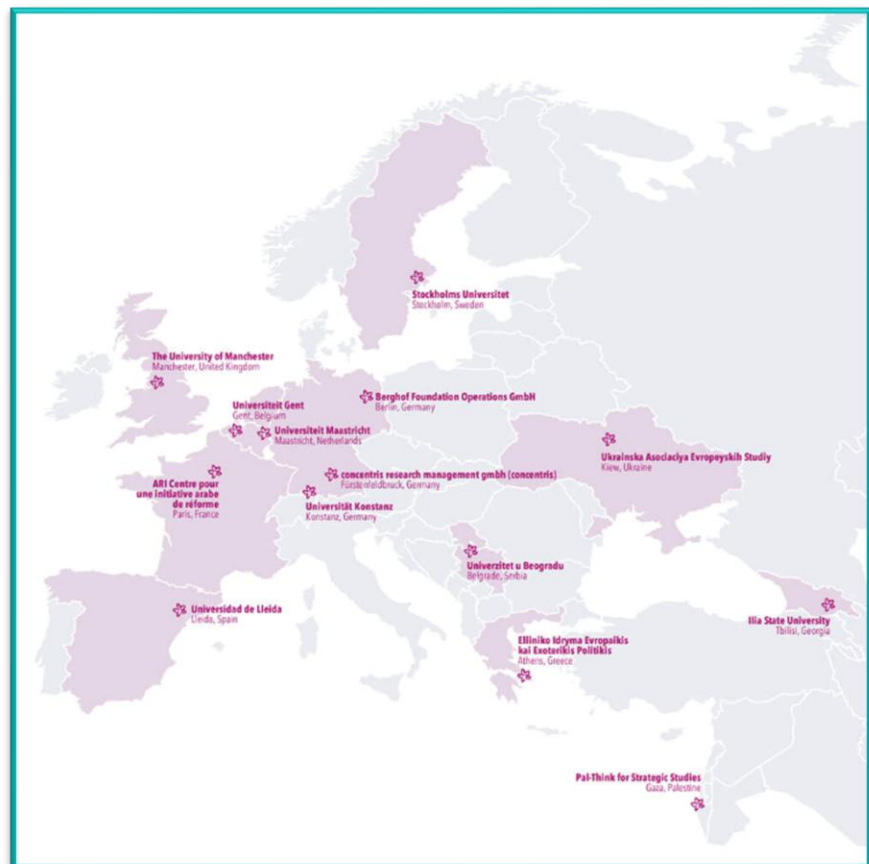 Stockholms Universitet
Stockholm, Sweden
The University of Manchester
Manchester, United Kingdom
Berghof Foundation Operations GmbH
Berlin, Germany
Universiteit Gent
Gent, Belgium
Universiteit Maastricht
Maastricht, Netherlands
Ukrainska Asociaciya Evropeyskih Studiy
Kiew, Ukraine
concentris research management gmbh (concentris)
Fürstenfeldbruck, Germany
ARI Centre pour
une initiative arabe
de réforme
Paris, France
Universität Konstanz
Konstanz, Germany
Univerzitet u Beogradu
Belgrade, Serbia
Universidad de Lleida
Lleida, Spain
Ilia State University
Tbilisi, Georgia
Elliniko Idryma Evropaikis
kai Exoterikis Politikis
Athens, Greece
Pal-Think for Strategic Studies
Gaza, Palestine